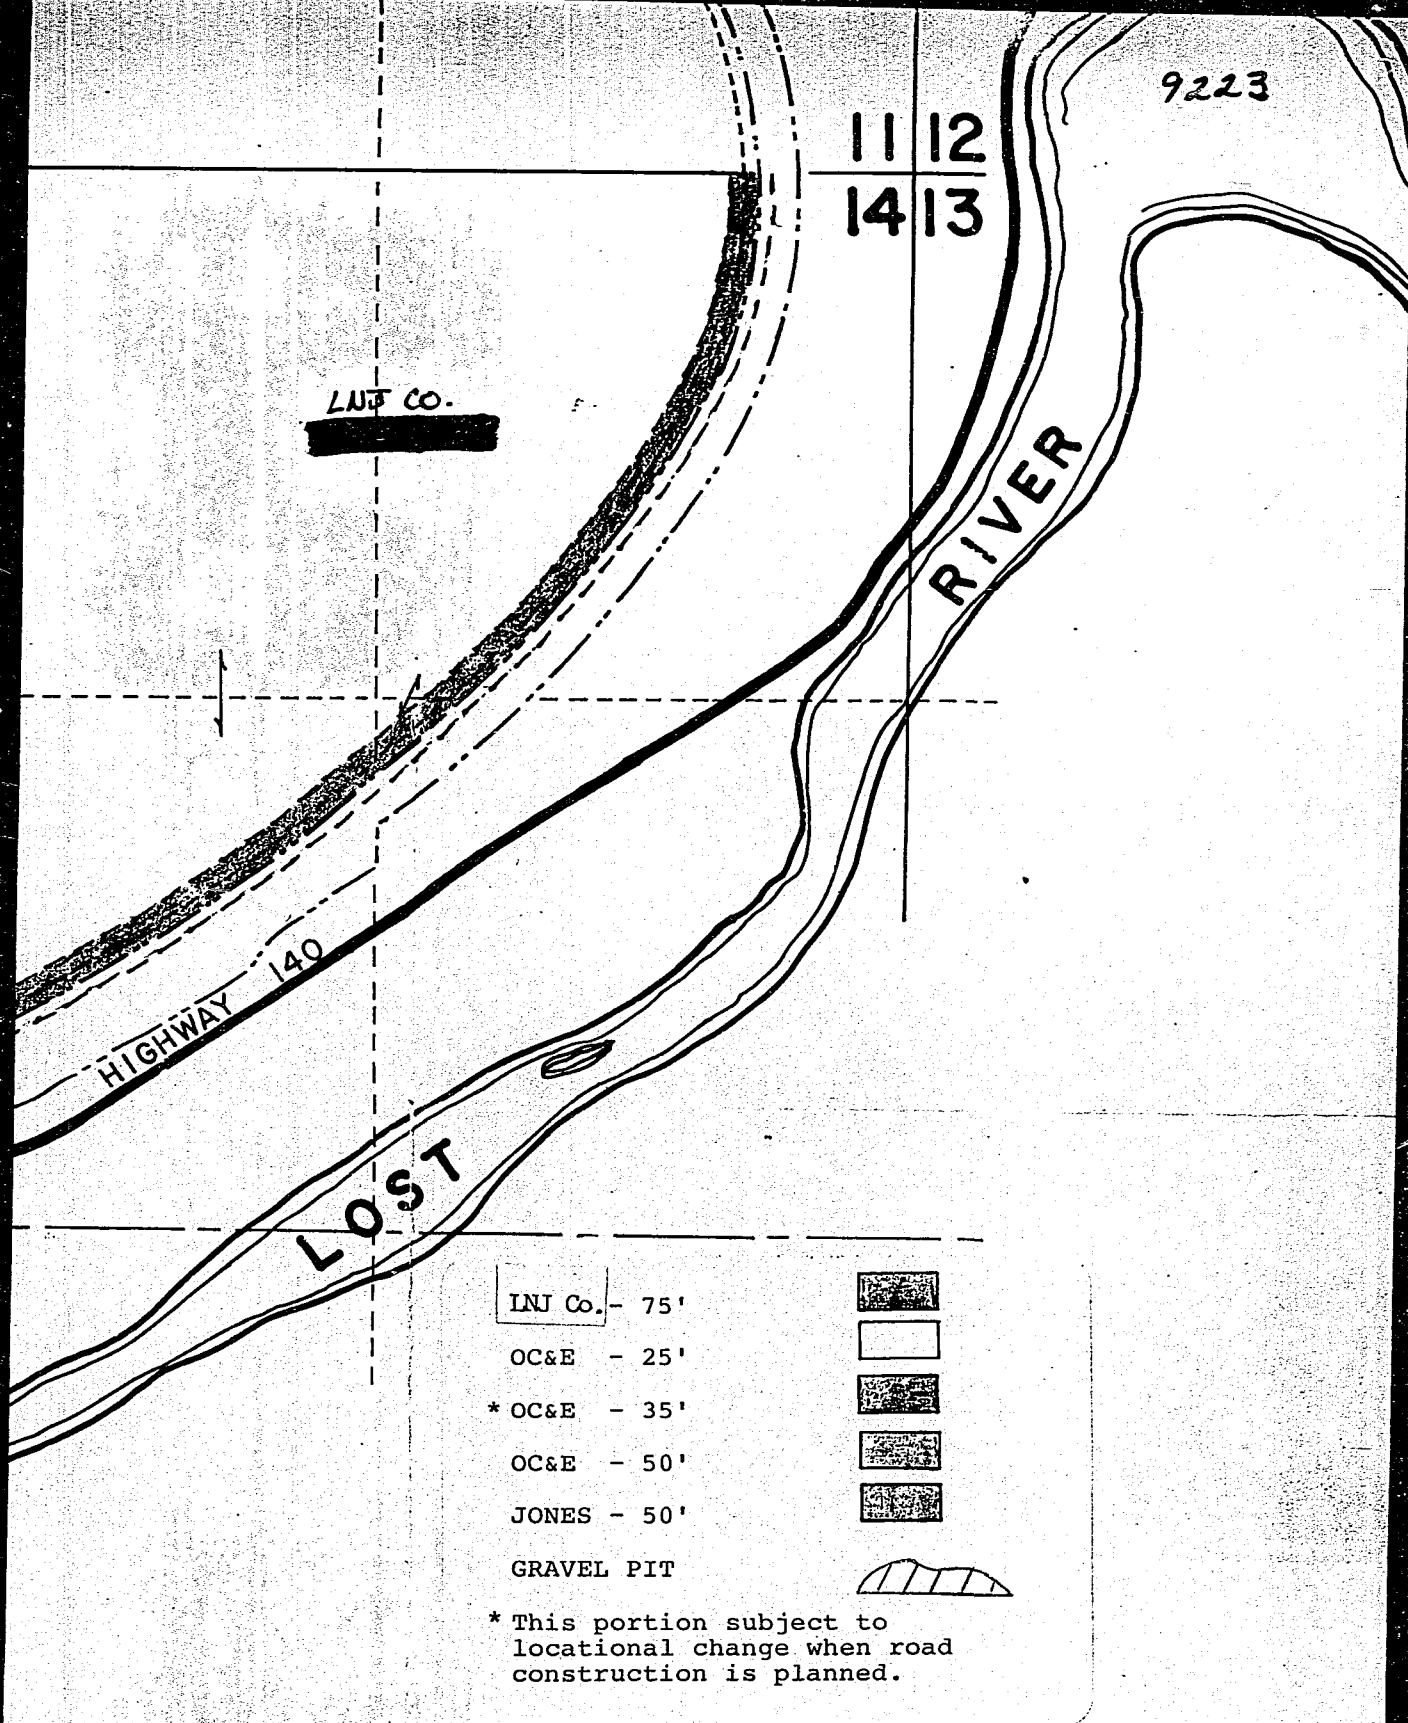 9223
11 12
14 13
LNJ CO.
RIVER
HIGHWAY 140
LOST
LNJ Co. - 75'
OC&E - 25'
* OC&E - 35'
OC&E - 50'
JONES - 50'
GRAVEL PIT
* This portion subject to
locational change when road
construction is planned.